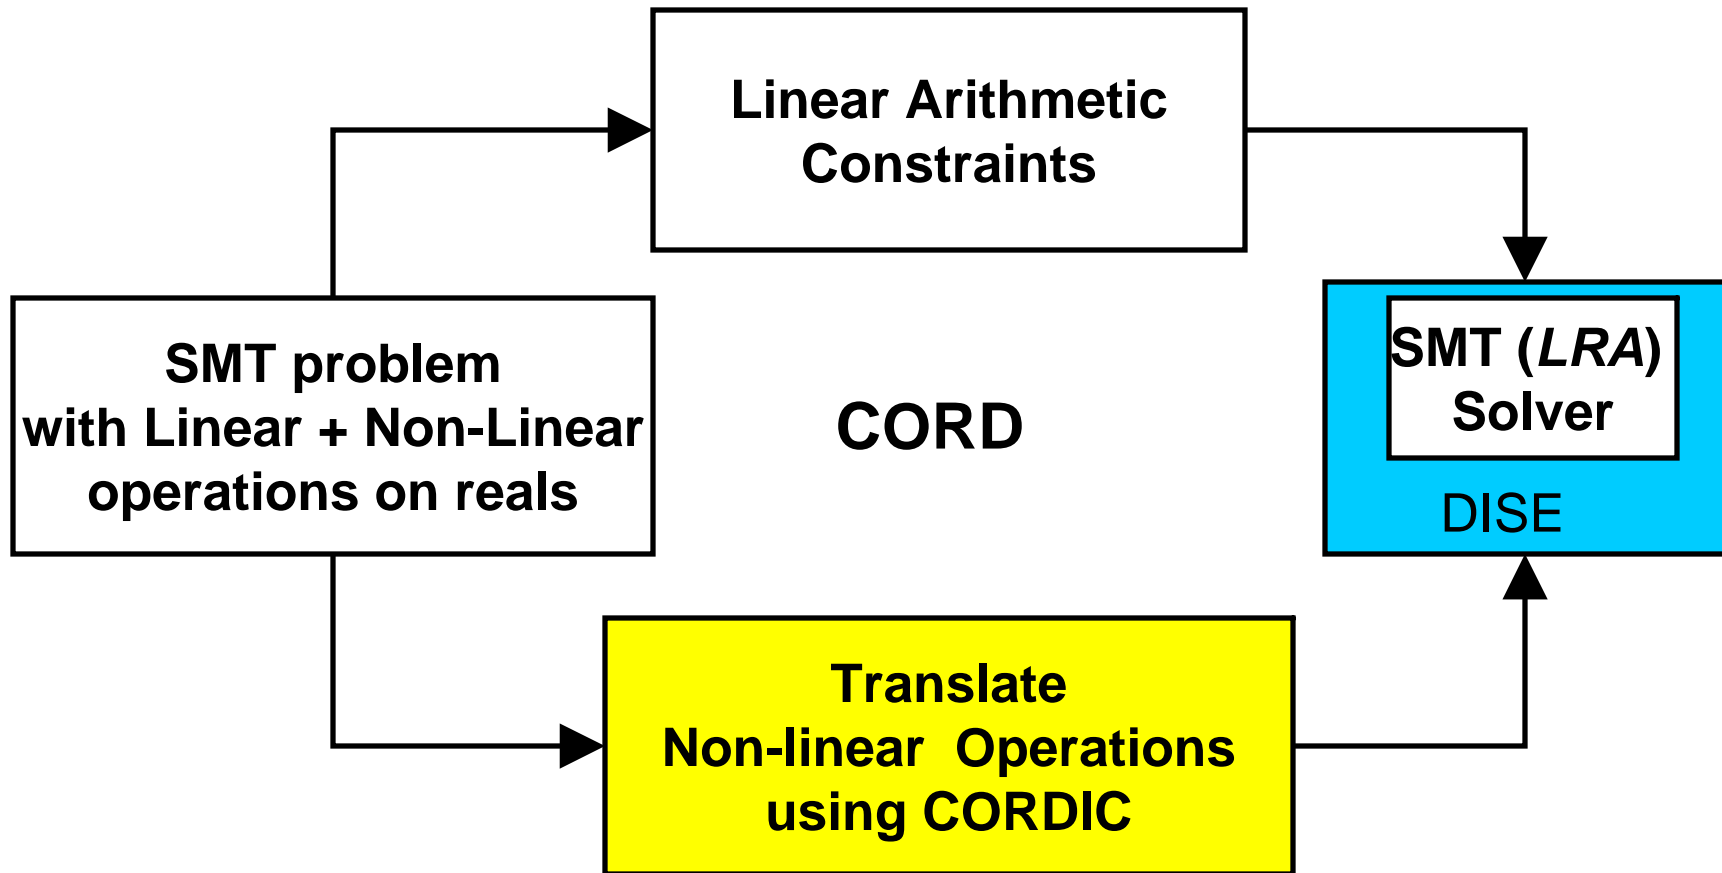 Linear Arithmetic
Constraints
SMT problem
with Linear + Non-Linear
operations on reals
CORD
SMT (LRA)
Solver
DISE
Translate
Non-linear Operations
using CORDIC